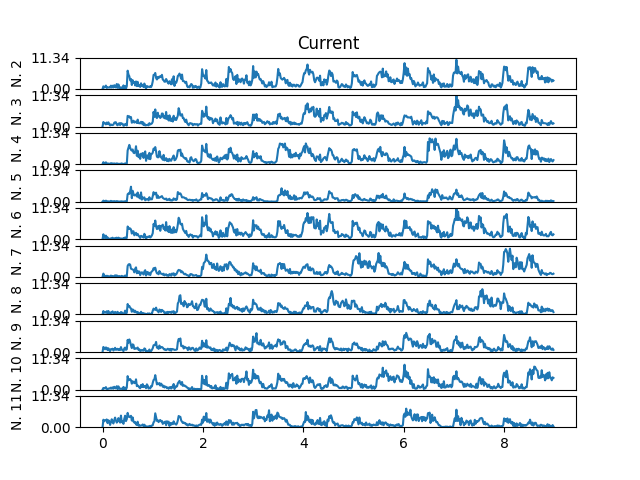 Current
N. 2
11.34
0.00
N. 3
11.34
0.00
N. 4
11.34
0.00
N. 5
11.34
0.00
N. 6
11.34
0.00
N. 7
11.34
0.00
N. 8
11.34
0.00
N. 9
11.34
0.00
N. 10
11.34
0.00
N. 11
11.34
0.00
0 2 4 6 8